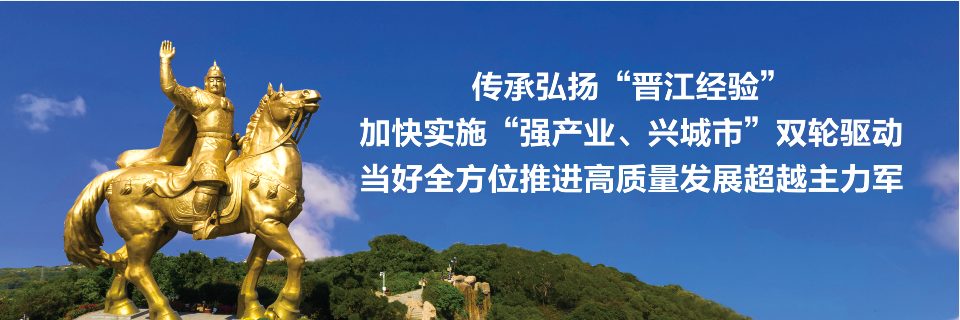 传承弘扬“晋江经验”
加快实施“强产业、兴城市”双轮驱动
当好全方位推进高质量发展超越主力军